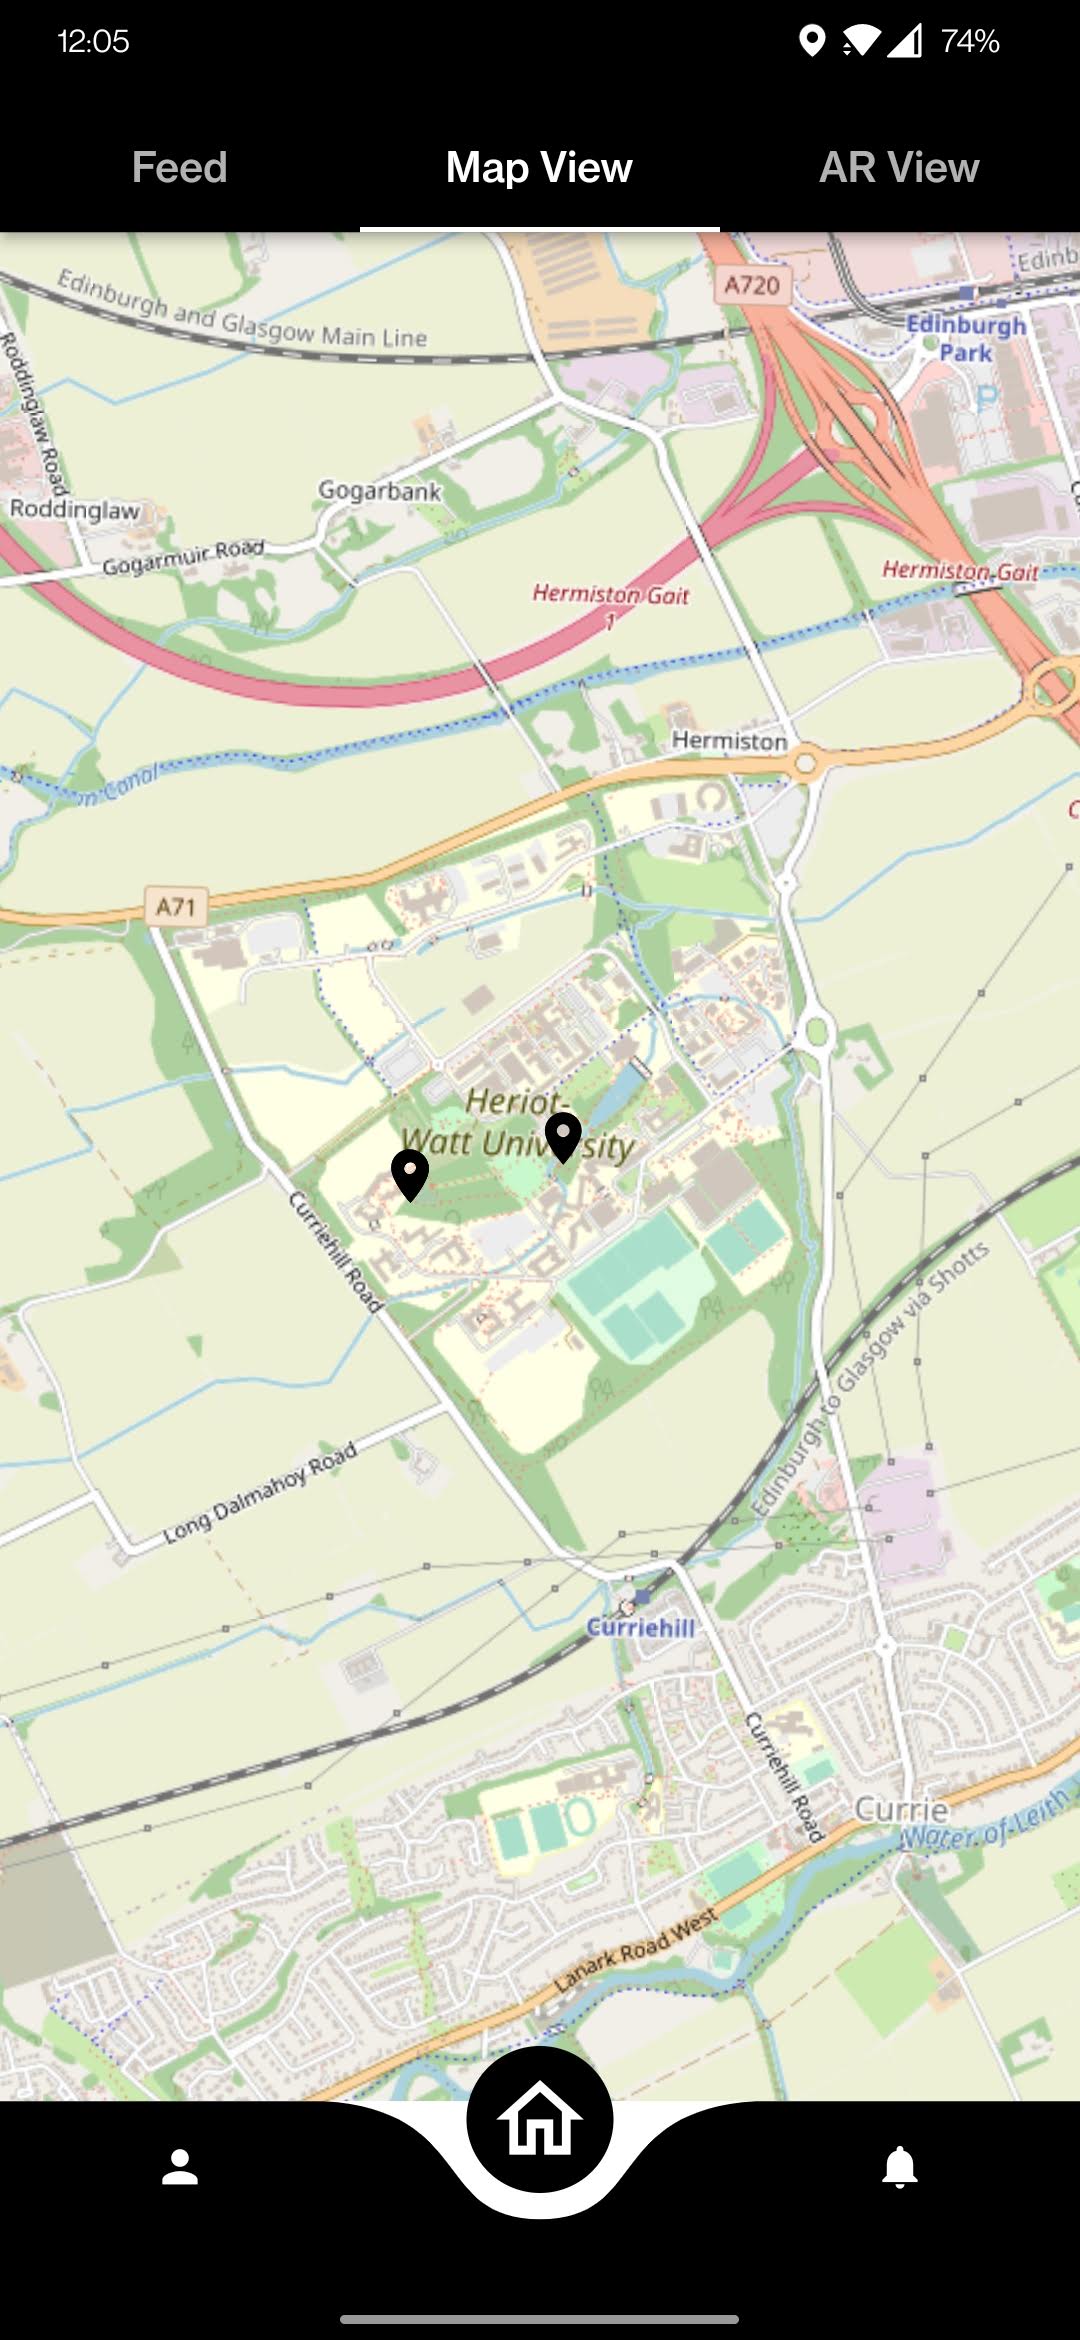 12:05
74%
Feed
Map View
AR View
A720
Edinb
Edinburgh and Glasgow Main Line
Edinburgh
Park
P
Roddinglaw Road
Gogarbank
Roddinglaw
Gogarmuir Road
Hermiston Gait
Hermiston Gait
1
Hermiston
on Canal
A71
Heriot-
Watt University
Curriehill Road
Edinburgh to Glasgow via Shotts
Long Dalmahoy Road
Curriehill
Curriehill Road
Currie
Water of Leith
Lanark Road West